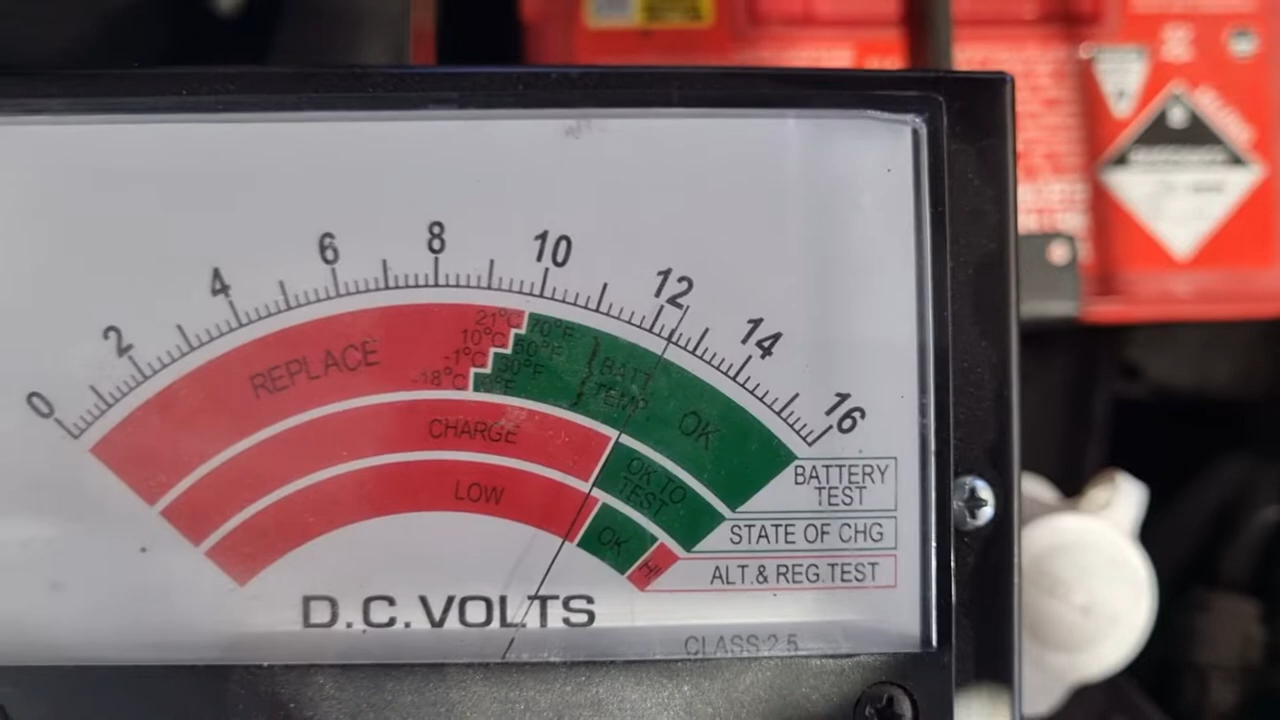 0 2 4 6 8 10 12 14 16
21°C 70°F
10°C 50°F
-1°C 30°F
-18°C 0°F
BATT
TEMP
REPLACE
OK
CHARGE
OK TO
TEST
LOW
OK
HI
BATTERY
TEST
STATE OF CHG
ALT.& REG.TEST
D.C.VOLTS
CLASS:2.5